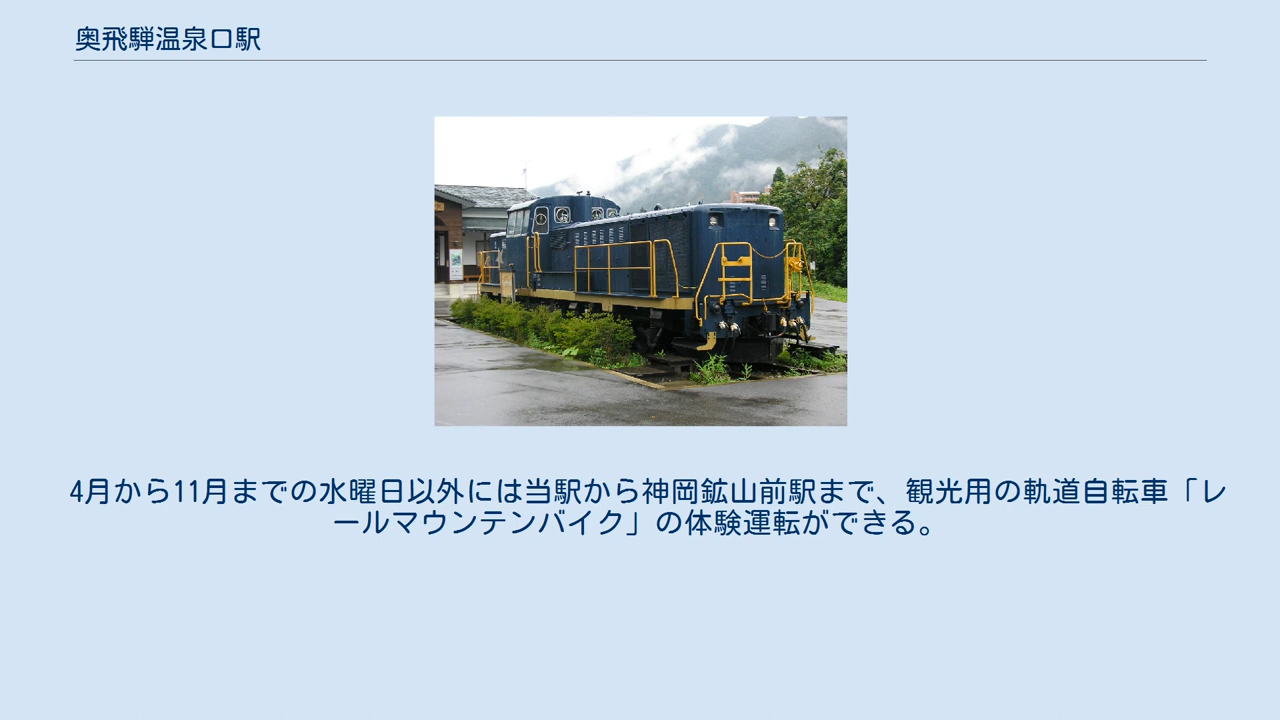 奥飛騨温泉口駅
4月から11月までの水曜日以外には当駅から神岡鉱山前駅まで、観光用の軌道自転車「レ
ールマウンテンバイク」の体験運転ができる。